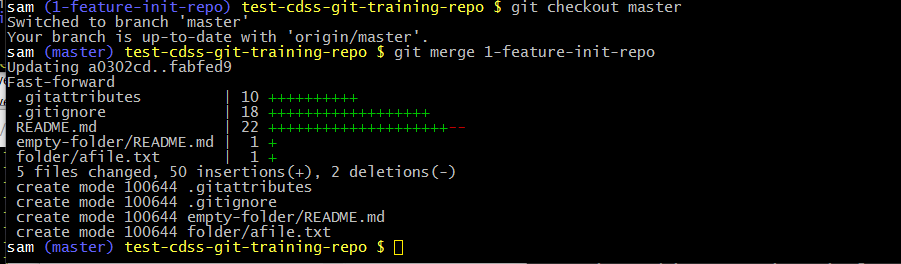 sam (1-feature-init-repo) test-cdss-git-training-repo $ git checkout master
Switched to branch 'master'
Your branch is up-to-date with 'origin/master'.
sam (master) test-cdss-git-training-repo $ git merge 1-feature-init-repo
Updating a0302cd..fabfed9
Fast-forward
 .gitattributes         | 10 ++++++++++
 .gitignore             | 18 ++++++++++++++++++
 README.md              | 22 ++++++++++++++++++++--
 empty-folder/README.md |  1 +
 folder/afile.txt       |  1 +
 5 files changed, 50 insertions(+), 2 deletions(-)
 create mode 100644 .gitattributes
 create mode 100644 .gitignore
 create mode 100644 empty-folder/README.md
 create mode 100644 folder/afile.txt
sam (master) test-cdss-git-training-repo $